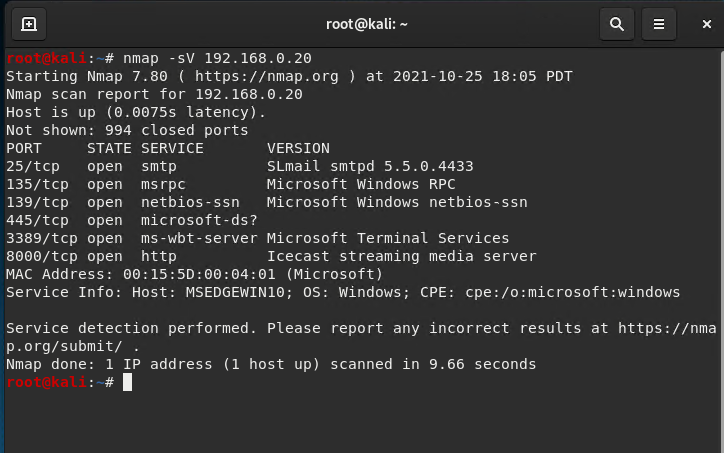 root@kali: ~
root@kali:~# nmap -sV 192.168.0.20
Starting Nmap 7.80 ( https://nmap.org ) at 2021-10-25 18:05 PDT
Nmap scan report for 192.168.0.20
Host is up (0.0075s latency).
Not shown: 994 closed ports
PORT     STATE SERVICE       VERSION
25/tcp   open  smtp          SLmail smtpd 5.5.0.4433
135/tcp  open  msrpc         Microsoft Windows RPC
139/tcp  open  netbios-ssn   Microsoft Windows netbios-ssn
445/tcp  open  microsoft-ds?
3389/tcp open  ms-wbt-server Microsoft Terminal Services
8000/tcp open  http          Icecast streaming media server
MAC Address: 00:15:5D:00:04:01 (Microsoft)
Service Info: Host: MSEDGEWIN10; OS: Windows; CPE: cpe:/o:microsoft:windows
Service detection performed. Please report any incorrect results at https://nma
p.org/submit/ .
Nmap done: 1 IP address (1 host up) scanned in 9.66 seconds
root@kali:~#